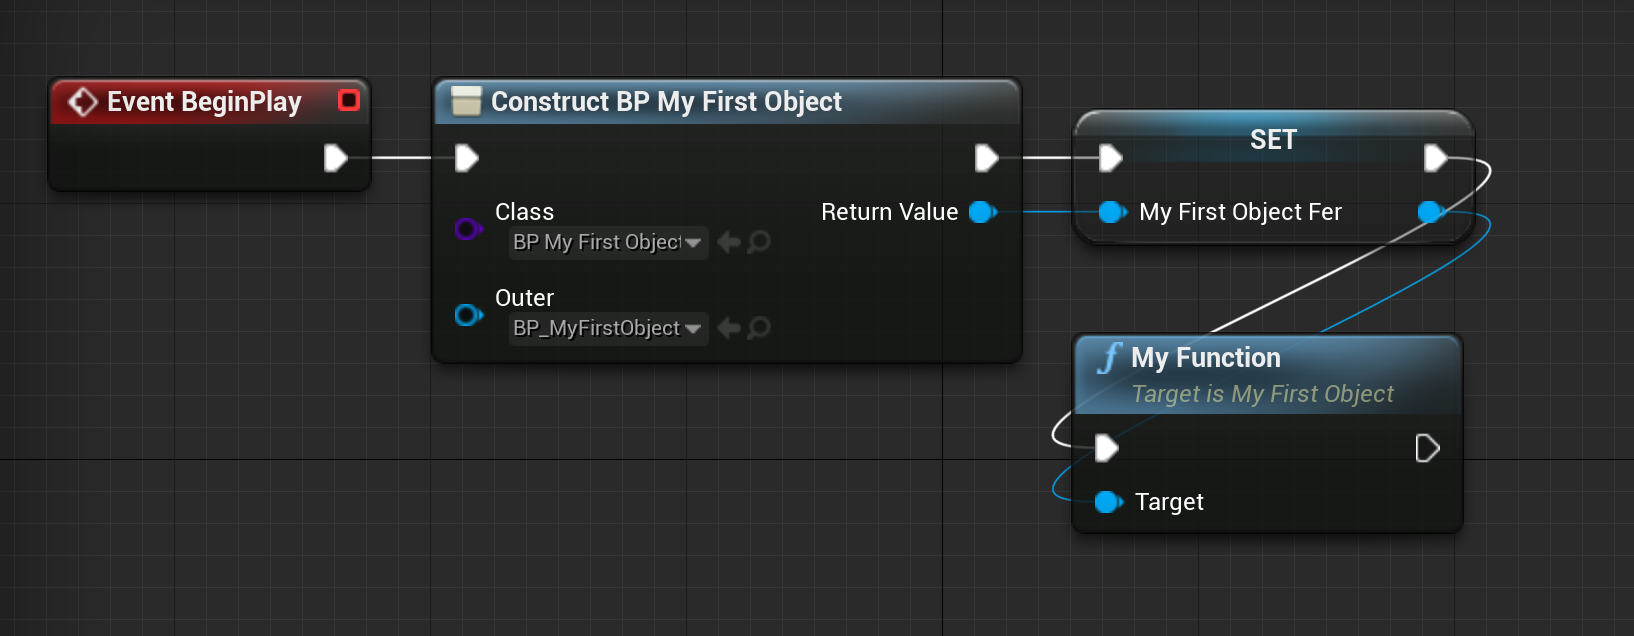 Event BeginPlay
Construct BP My First Object
SET
Class
BP My First Object
Return Value
My First Object Fer
Outer
BP_MyFirstObject
My Function
Target is My First Object
Target